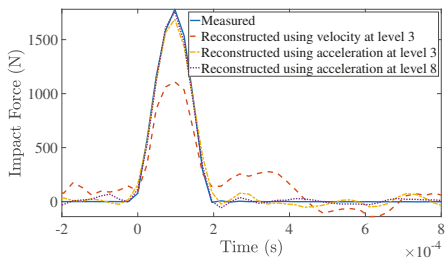 Measured
Reconstructed using velocity at level 3
Reconstructed using acceleration at level 3
Reconstructed using acceleration at level 8
Impact Force (N)
1500
1000
500
0
-2
0
2
4
6
8
Time (s)
×10⁻⁴